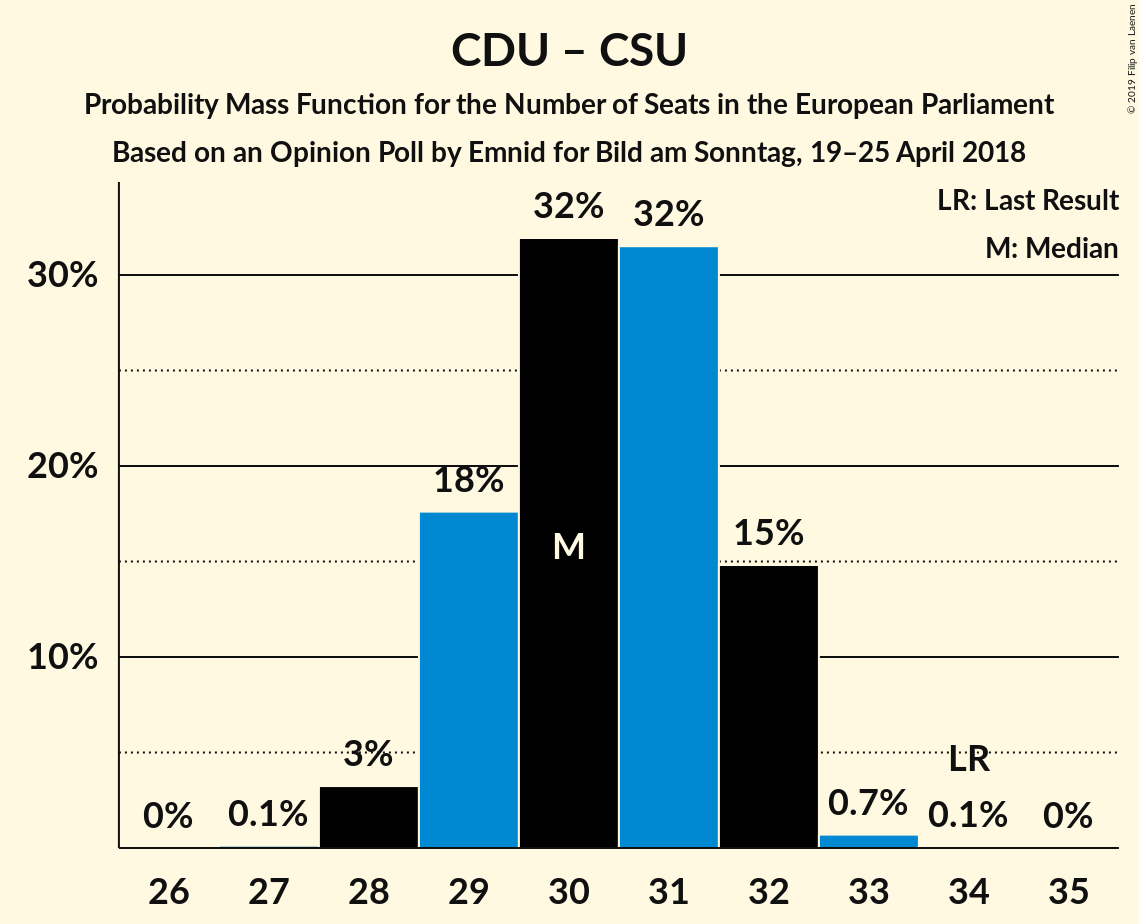 CDU – CSU
Probability Mass Function for the Number of Seats in the European Parliament
Based on an Opinion Poll by Emnid for Bild am Sonntag, 19–25 April 2018
© 2019 Filip van Laenen
LR: Last Result
M: Median
30%
20%
10%
0%
0.1%
3%
18%
32%
M
32%
15%
0.7%
LR
0.1%
0%
26 27 28 29 30 31 32 33 34 35